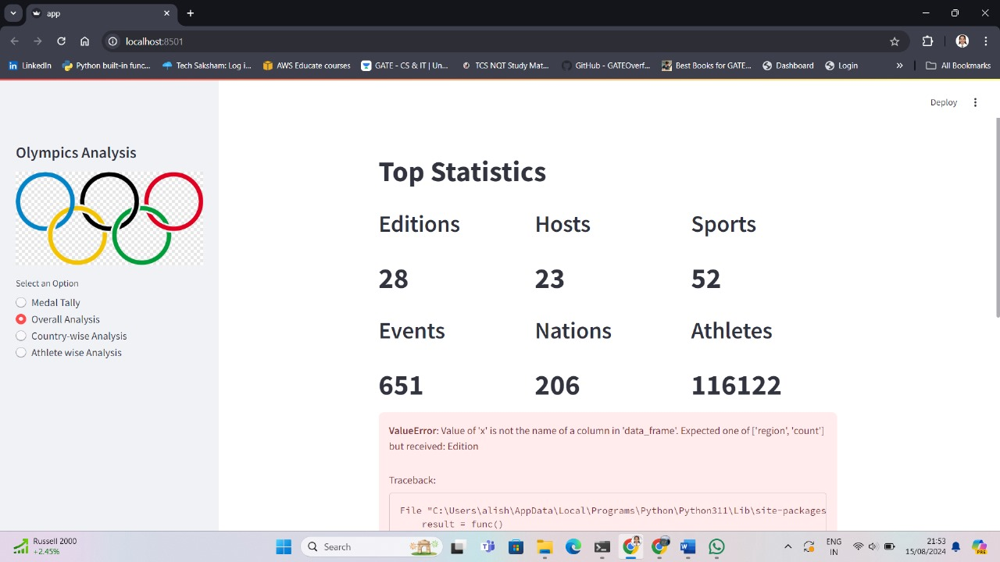 app
localhost:8501
LinkedIn
Python built-in func...
Tech Saksham: Log i...
AWS Educate courses
GATE - CS & IT | Un...
TCS NQT Study Mat...
GitHub - GATEOverf...
Best Books for GATE...
Dashboard
Login
All Bookmarks
Deploy
Olympics Analysis
Select an Option
Medal Tally
Overall Analysis
Country-wise Analysis
Athlete wise Analysis
Top Statistics
Editions Hosts Sports
28 23 52
Events Nations Athletes
651 206 116122
ValueError: Value of 'x' is not the name of a column in 'data_frame'. Expected one of ['region', 'count']
but received: Edition
Traceback:
File "C:\Users\alish\AppData\Local\Programs\Python\Python311\Lib\site-packages
result = func()
Russell 2000
+2.45%
Search
ENG
IN
21:53
15/08/2024
PRE